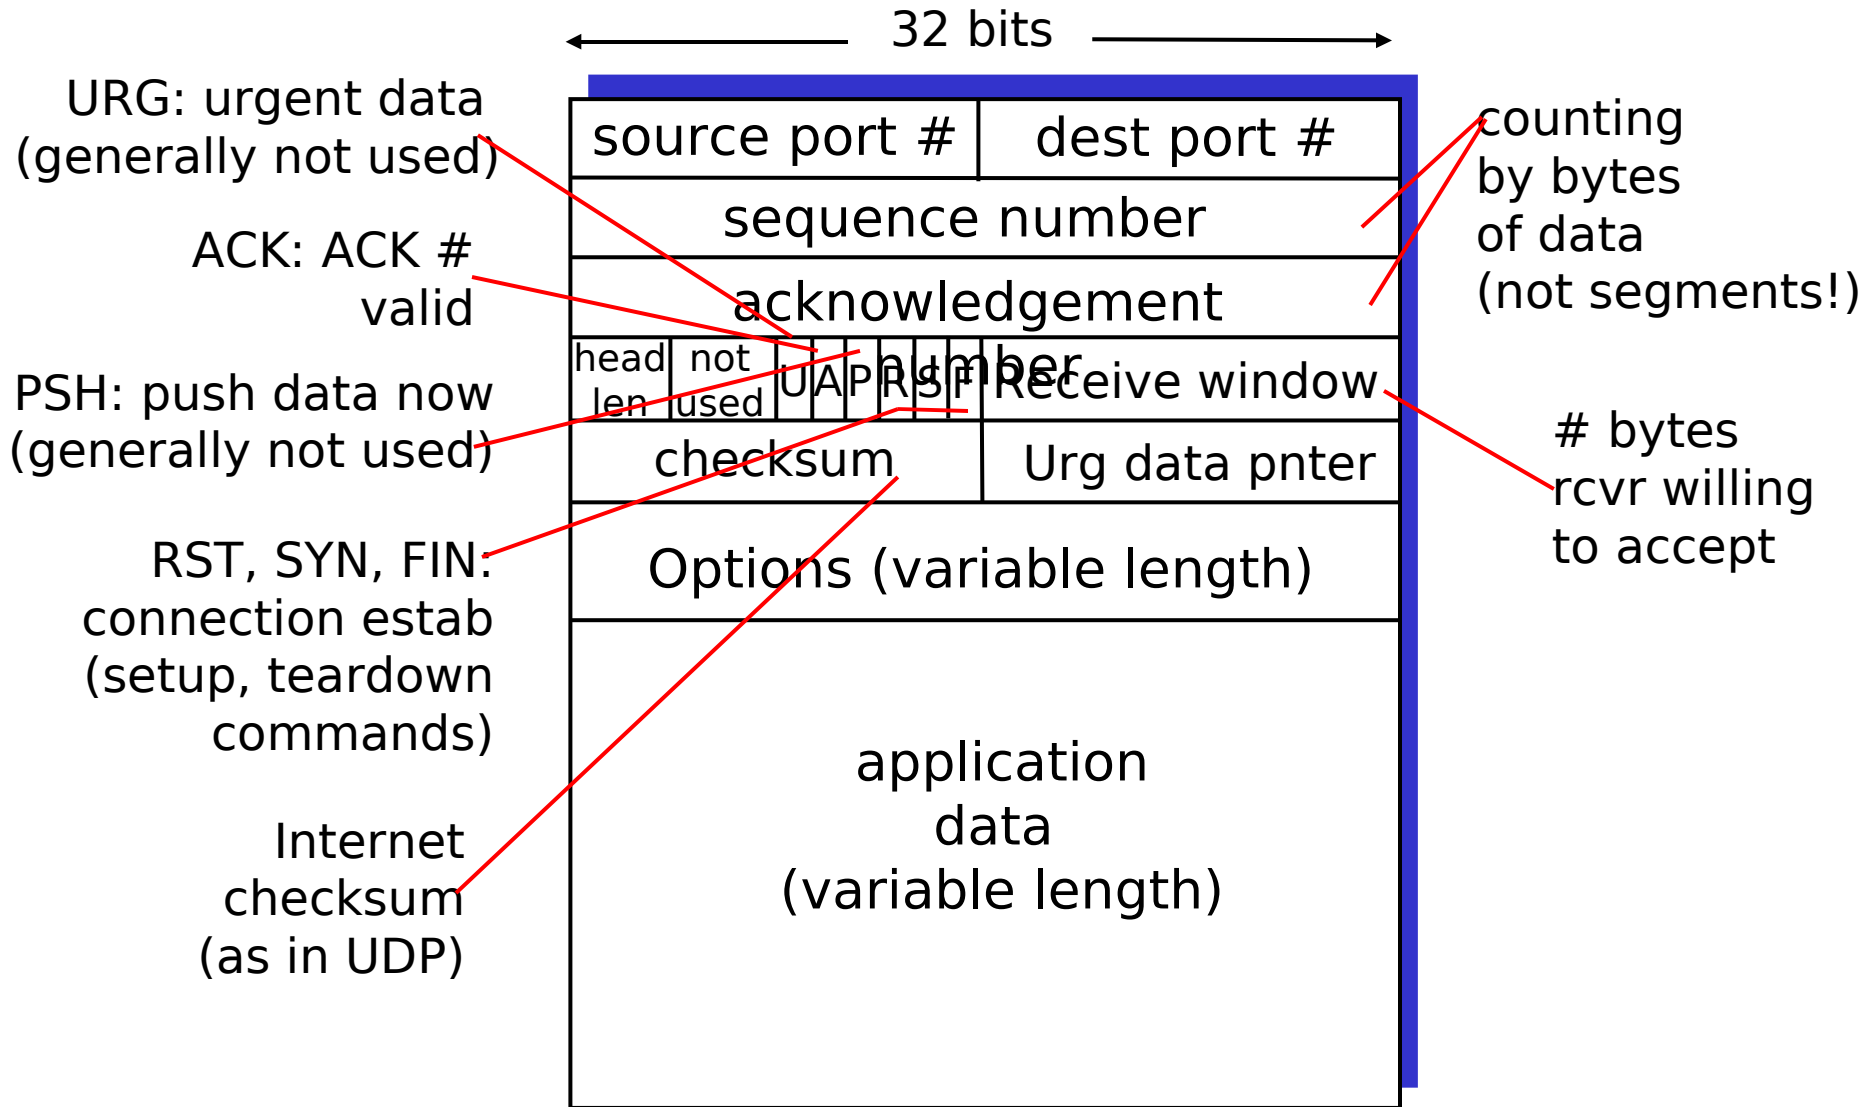 32 bits
URG: urgent data
(generally not used)
ACK: ACK #
valid
PSH: push data now
(generally not used)
RST, SYN, FIN:
connection estab
(setup, teardown
commands)
Internet
checksum
(as in UDP)
source port #
dest port #
sequence number
acknowledgement
number
head
len
not
used
U
A
P
R
S
F
Receive window
checksum
Urg data pnter
Options (variable length)
application
data
(variable length)
counting
by bytes
of data
(not segments!)
# bytes
rcvr willing
to accept